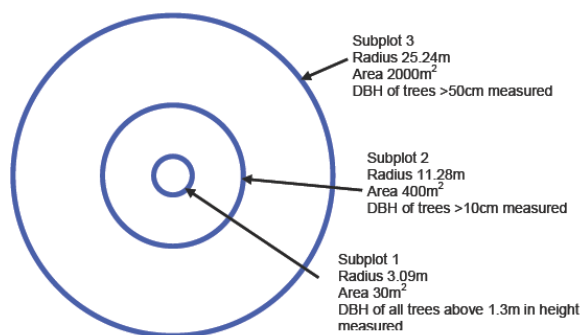 Subplot 3
Radius 25.24m
Area 2000m²
DBH of trees >50cm measured
Subplot 2
Radius 11.28m
Area 400m²
DBH of trees >10cm measured
Subplot 1
Radius 3.09m
Area 30m²
DBH of all trees above 1.3m in height
measured